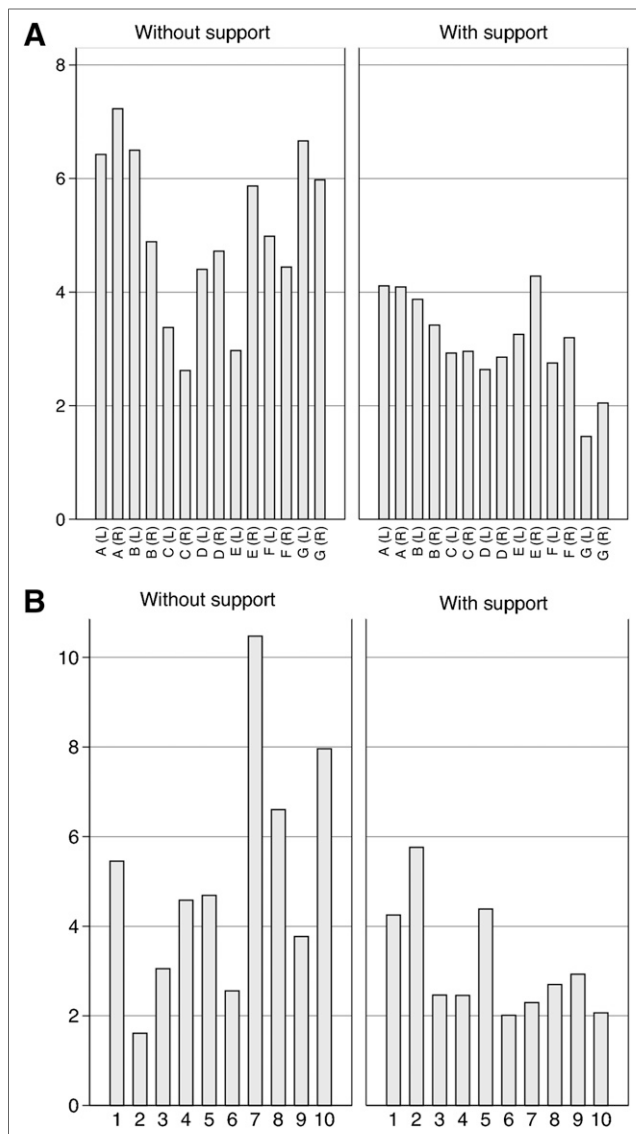 A
Without support
With support
8
6
4
2
0
A (L)
A (R)
B (L)
B (R)
C (L)
C (R)
D (L)
D (R)
E (L)
E (R)
F (L)
F (R)
G (L)
G (R)
A (L)
A (R)
B (L)
B (R)
C (L)
C (R)
D (L)
D (R)
E (L)
E (R)
F (L)
F (R)
G (L)
G (R)
B
Without support
With support
10
8
6
4
2
0
1 2 3 4 5 6 7 8 9 10
1 2 3 4 5 6 7 8 9 10